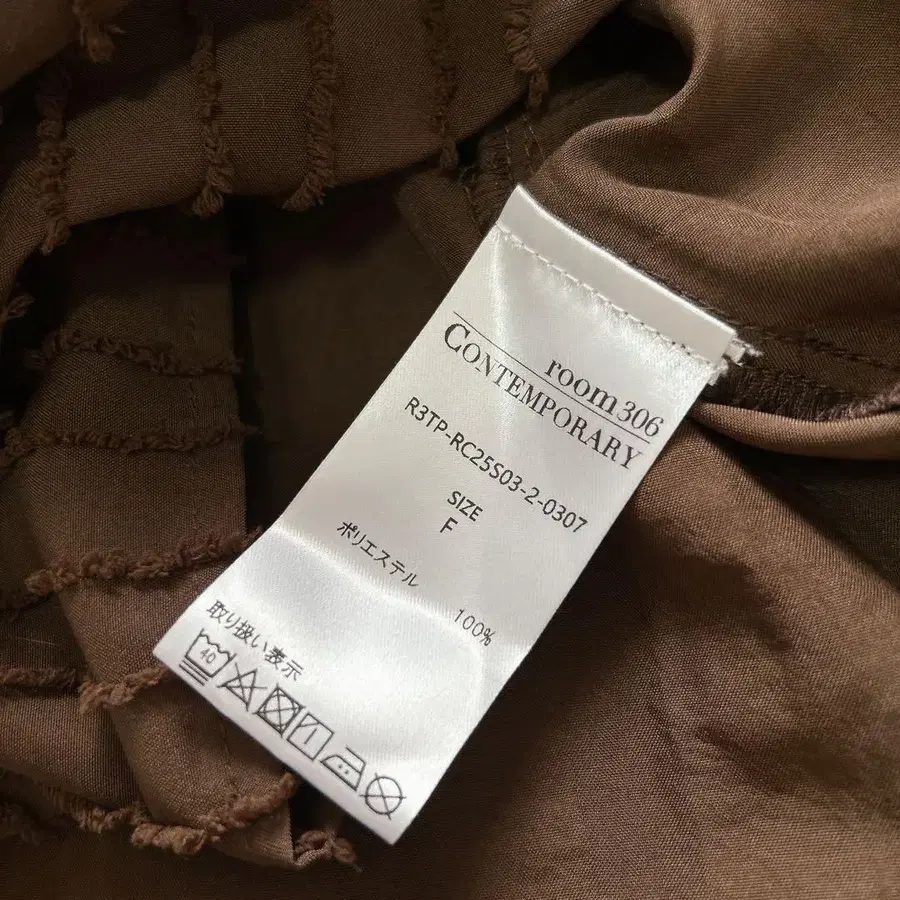 room306
CONTEMPORARY
R3TP-RC25S03-2-0307
SIZE
F
ポリエステル 100%
取り扱い表示
40